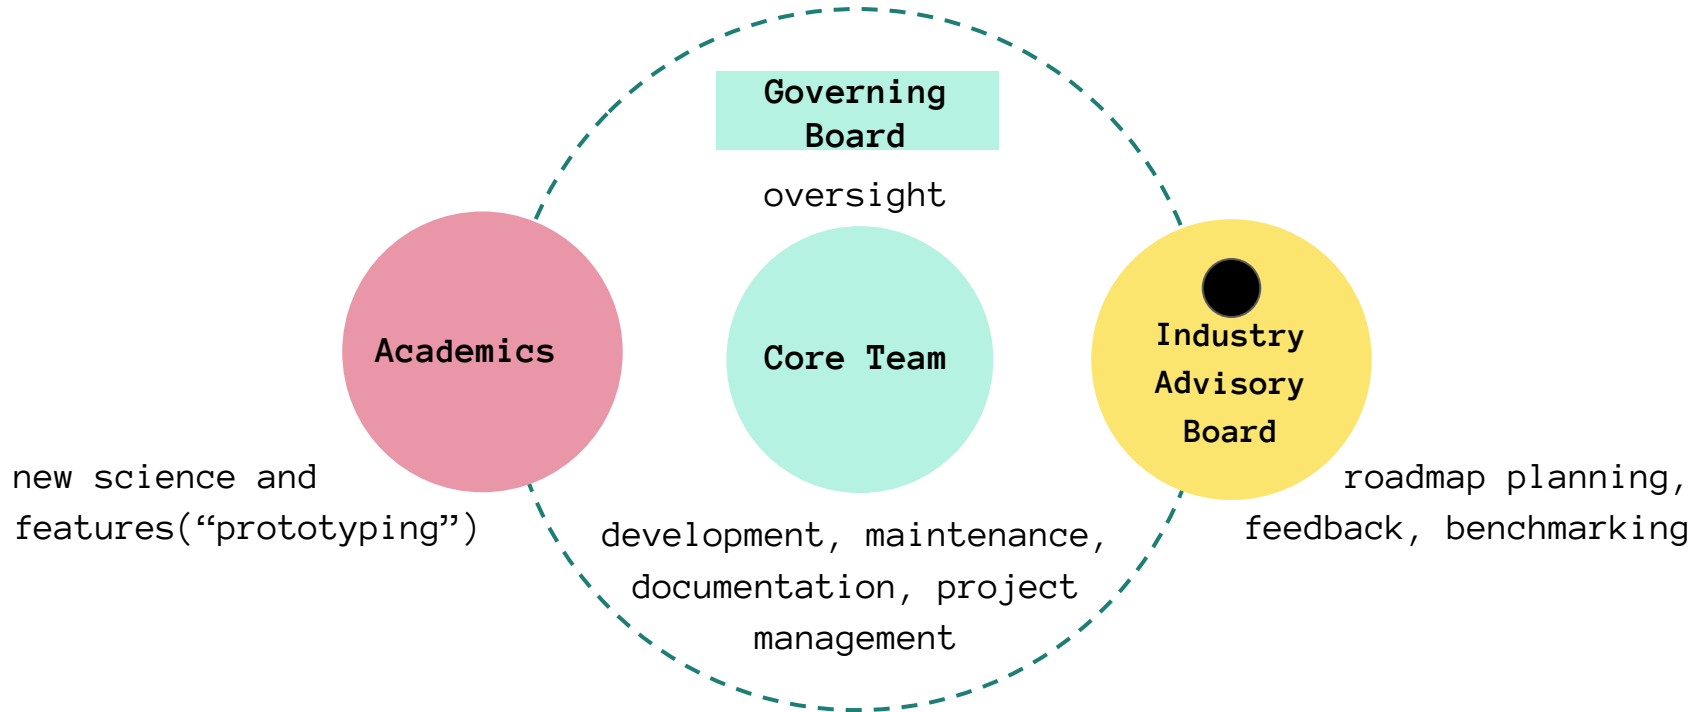 Governing
Board
oversight
Academics
Core Team
Industry
Advisory
Board
new science and
features(“prototyping”)
development, maintenance,
documentation, project
management
roadmap planning,
feedback, benchmarking